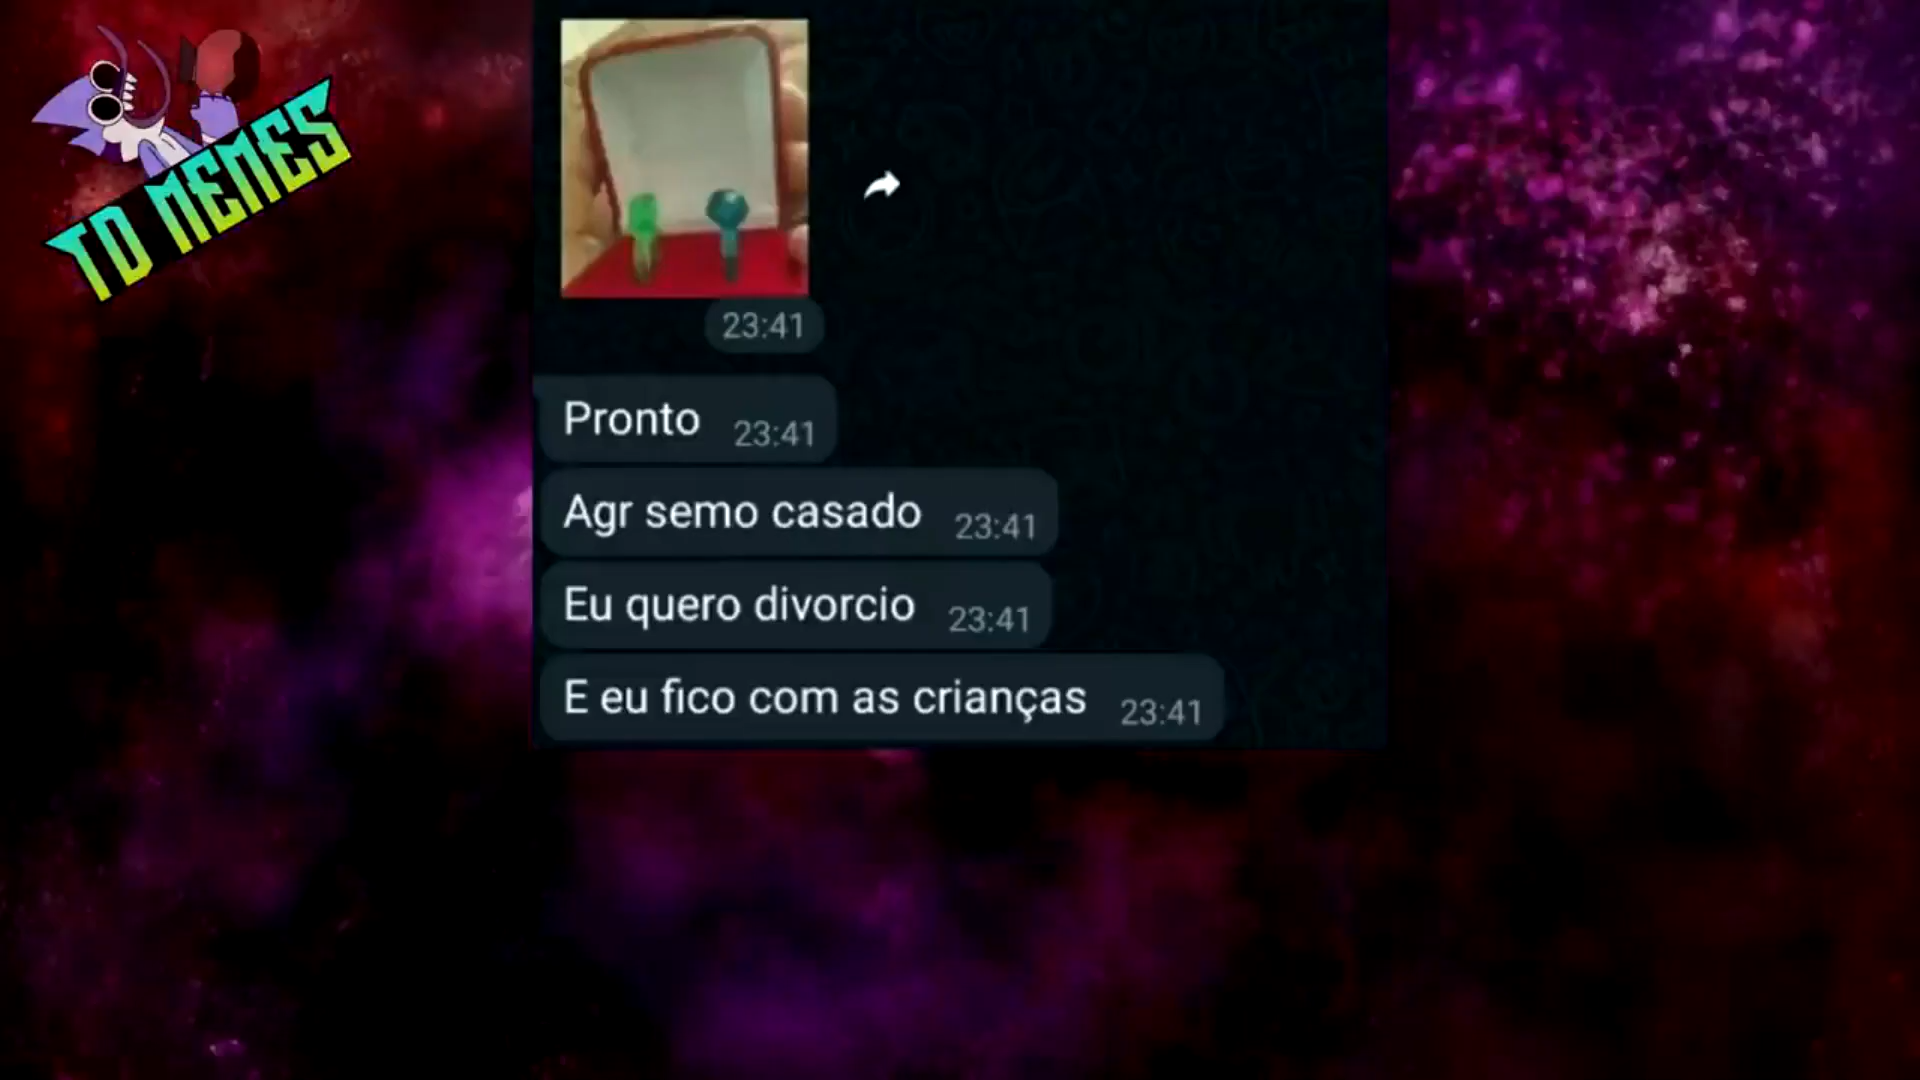 TD MEMES
23:41
Pronto 23:41
Agr semo casado 23:41
Eu quero divorcio 23:41
E eu fico com as crianças 23:41